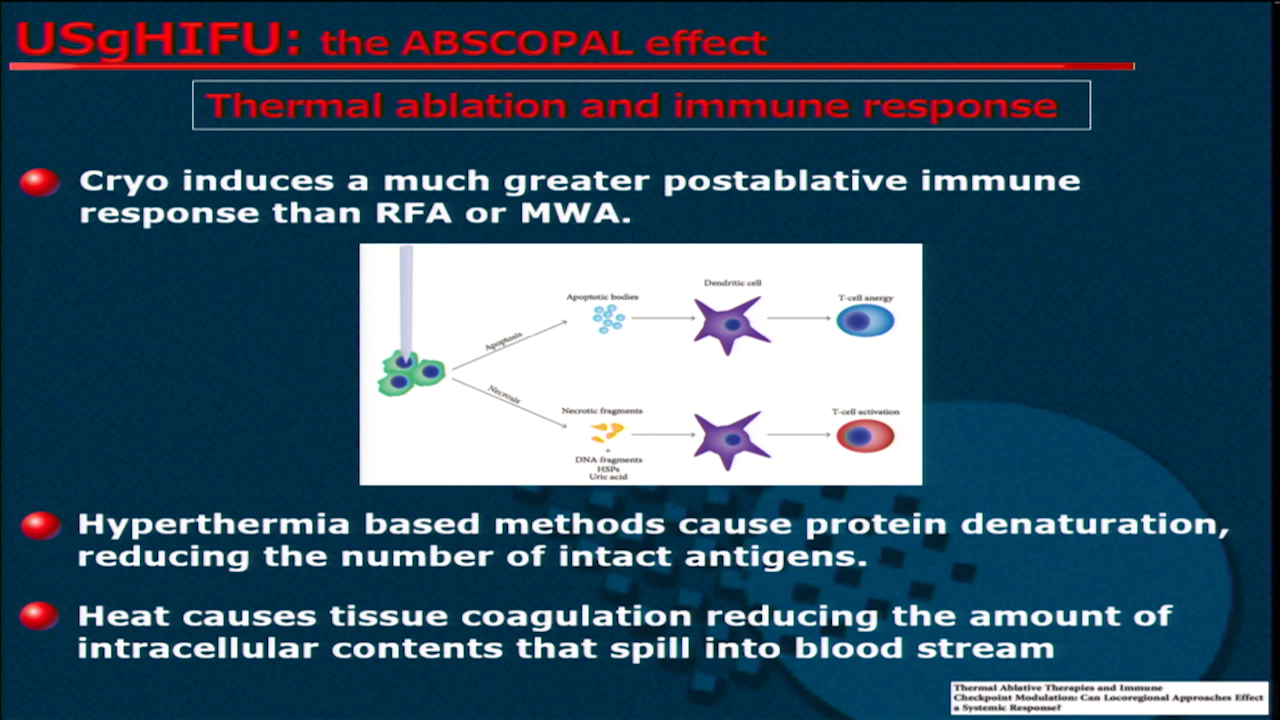 USgHIFU: the ABSCOPAL effect
Thermal ablation and immune response
Cryo induces a much greater postablative immune
response than RFA or MWA.
Dendritic cell
Apoptotic bodies
T-cell anergy
Apoptosis
Necrosis
Necrotic fragments
T-cell activation
+
DNA fragments
HSPs
Uric acid
Hyperthermia based methods cause protein denaturation,
reducing the number of intact antigens.
Heat causes tissue coagulation reducing the amount of
intracellular contents that spill into blood stream
Thermal Ablative Therapies and Immune
Checkpoint Modulation: Can Locoregional Approaches Effect
a Systemic Response?